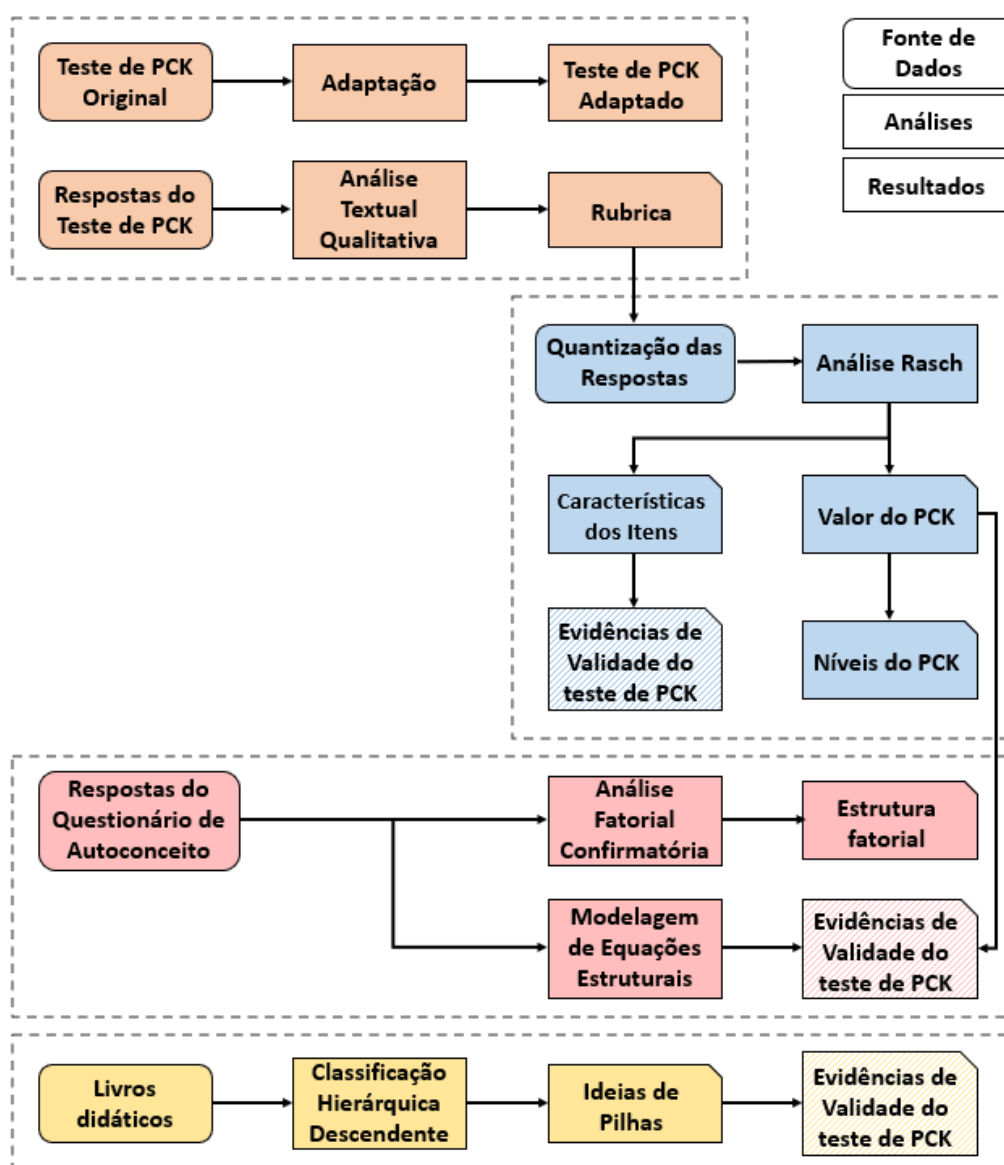 Teste de PCK
Original
Adaptação
Teste de PCK
Adaptado
Fonte de
Dados
Análises
Resultados
Respostas do
Teste de PCK
Análise
Textual
Qualitativa
Rubrica
Quantização das
Respostas
Análise Rasch
Características
dos Itens
Valor do PCK
Evidências de
Validade do
teste de PCK
Níveis do PCK
Respostas do
Questionário de
Autoconceito
Análise
Fatorial
Confirmatória
Estrutura
fatorial
Modelagem
de Equações
Estruturais
Evidências de
Validade do
teste de PCK
Livros
didáticos
Classificação
Hierárquica
Descendente
Ideias de
Pilhas
Evidências de
Validade do
teste de PCK